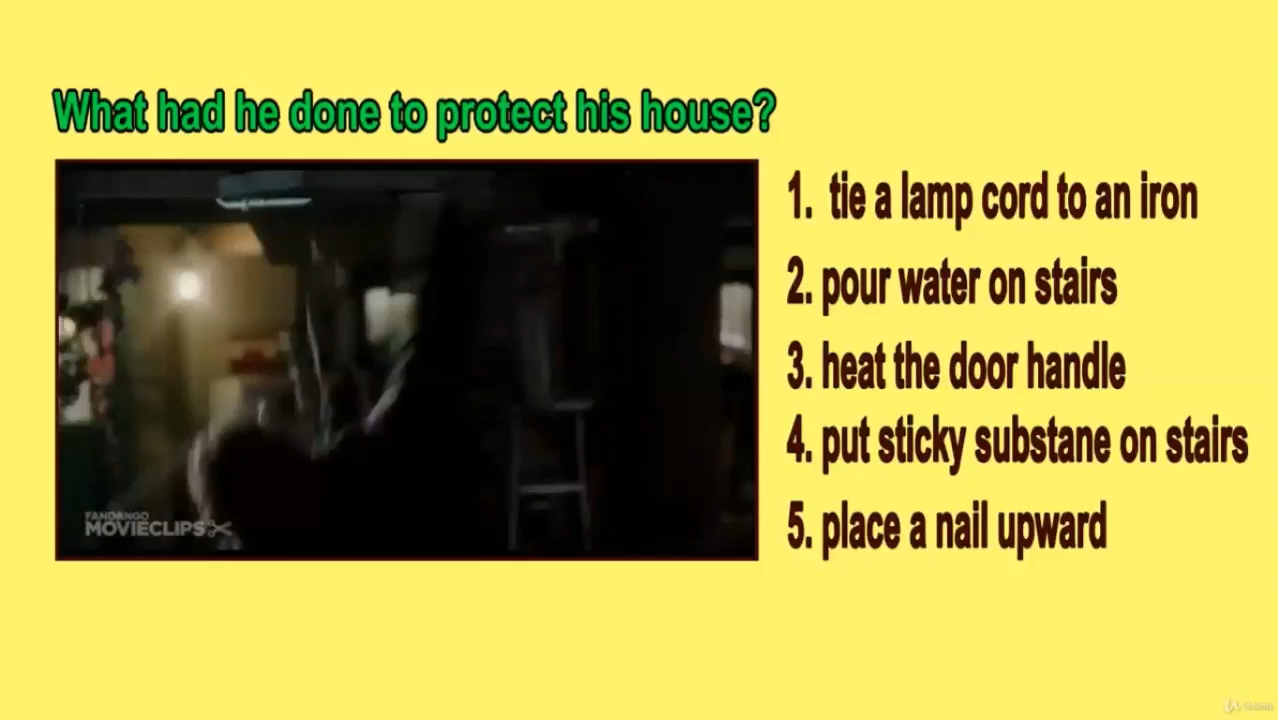 What had he done to protect his house?
1. tie a lamp cord to an iron
2. pour water on stairs
3. heat the door handle
4. put sticky substane on stairs
5. place a nail upward
FANDANGO
MOVIECLIPS
Udemy